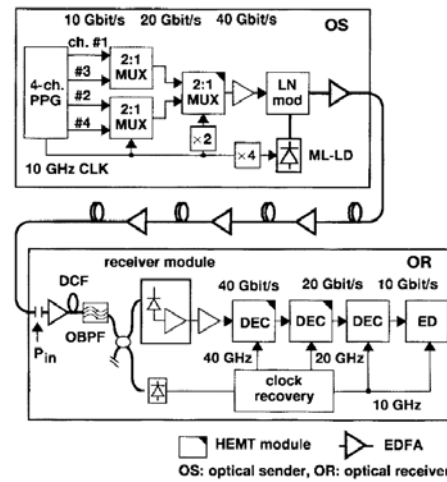 10 Gbit/s 20 Gbit/s 40 Gbit/s OS
ch. #1
4-ch.
PPG
#3
#2
#4
2:1
MUX
2:1
MUX
2:1
MUX
LN
mod
×2
×4
ML-LD
10 GHz CLK
receiver module OR
DCF
40 Gbit/s 20 Gbit/s 10 Gbit/s
OBPF
Pin
DEC DEC DEC ED
40 GHz
20 GHz
clock
recovery
10 GHz
HEMT module EDFA
OS: optical sender, OR: optical receiver